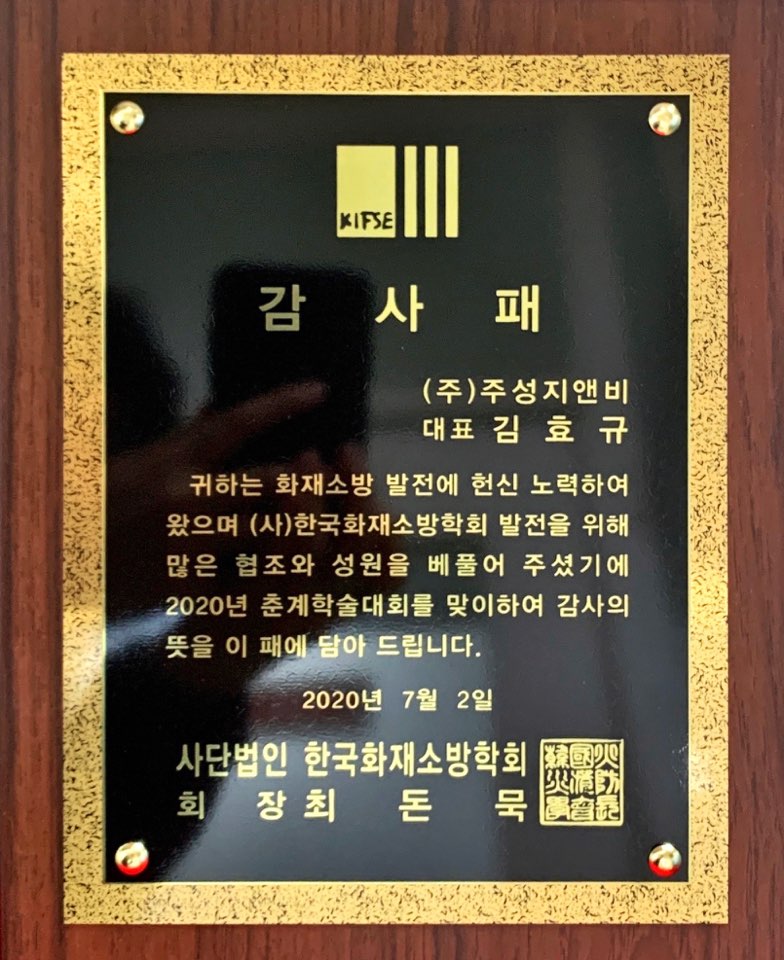 KIFSE
감 사 패
(주)주성지앤비
대표 김 효 규
귀하는 화재소방 발전에 헌신 노력하여
왔으며 (사)한국화재소방학회 발전을 위해
많은 협조와 성원을 베풀어 주셨기에
2020년 춘계학술대회를 맞이하여 감사의
뜻을 이 패에 담아 드립니다.
2020년 7월 2일
사단법인 한국화재소방학회
회 장 최 돈 묵